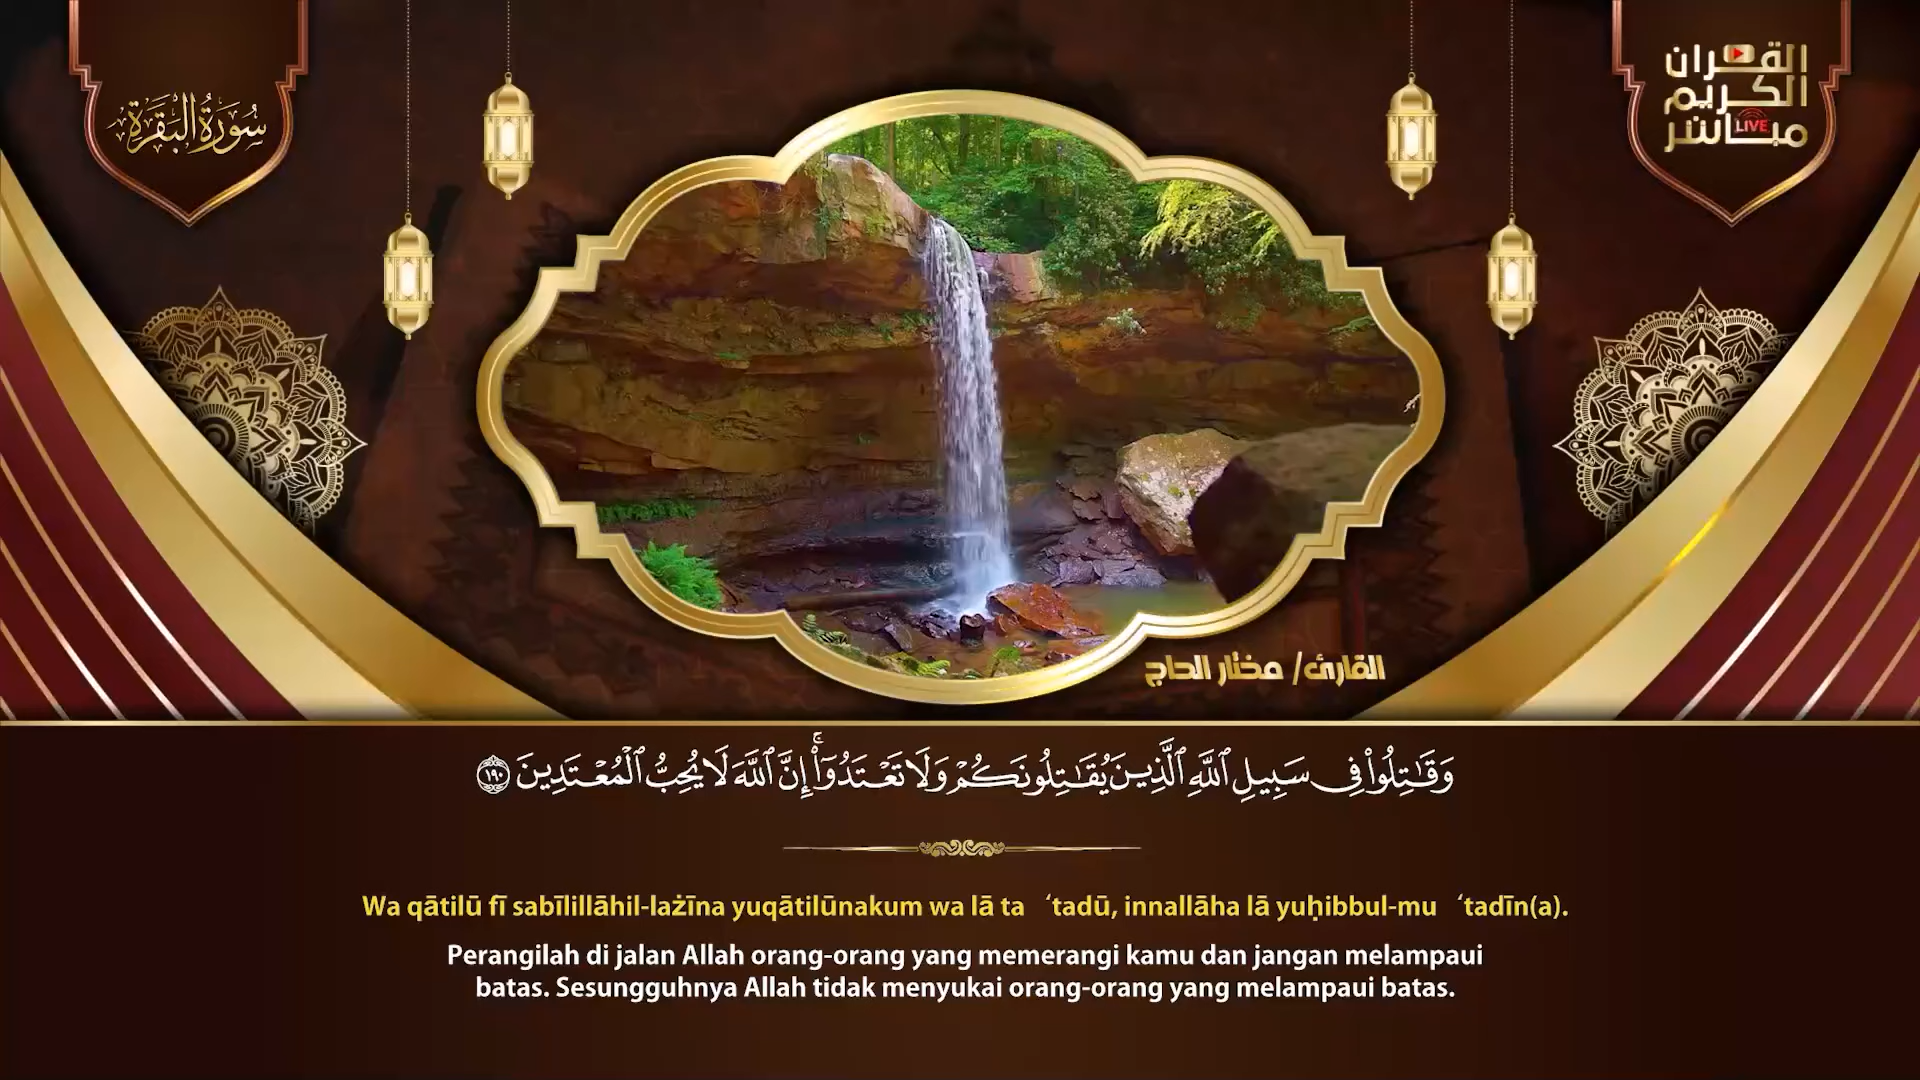 سُورَةُ البَقَرَةِ
القران
الكريم
مباشر
LIVE
القارئ/ مختار الحاج
وَقَـٰتِلُوا۟ فِى سَبِيلِ ٱللَّهِ ٱلَّذِينَ يُقَـٰتِلُونَكُمْ وَلَا تَعْتَدُوٓا۟ ۚ إِنَّ ٱللَّهَ لَا يُحِبُّ ٱلْمُعْتَدِينَ ١٩٠
Wa qātilū fī sabīlillāhil-lażīna yuqātilūnakum wa lā ta ‘tadū, innallāha lā yuḥibbul-mu ‘tadīn(a).
Perangilah di jalan Allah orang-orang yang memerangi kamu dan jangan melampaui
batas. Sesungguhnya Allah tidak menyukai orang-orang yang melampaui batas.